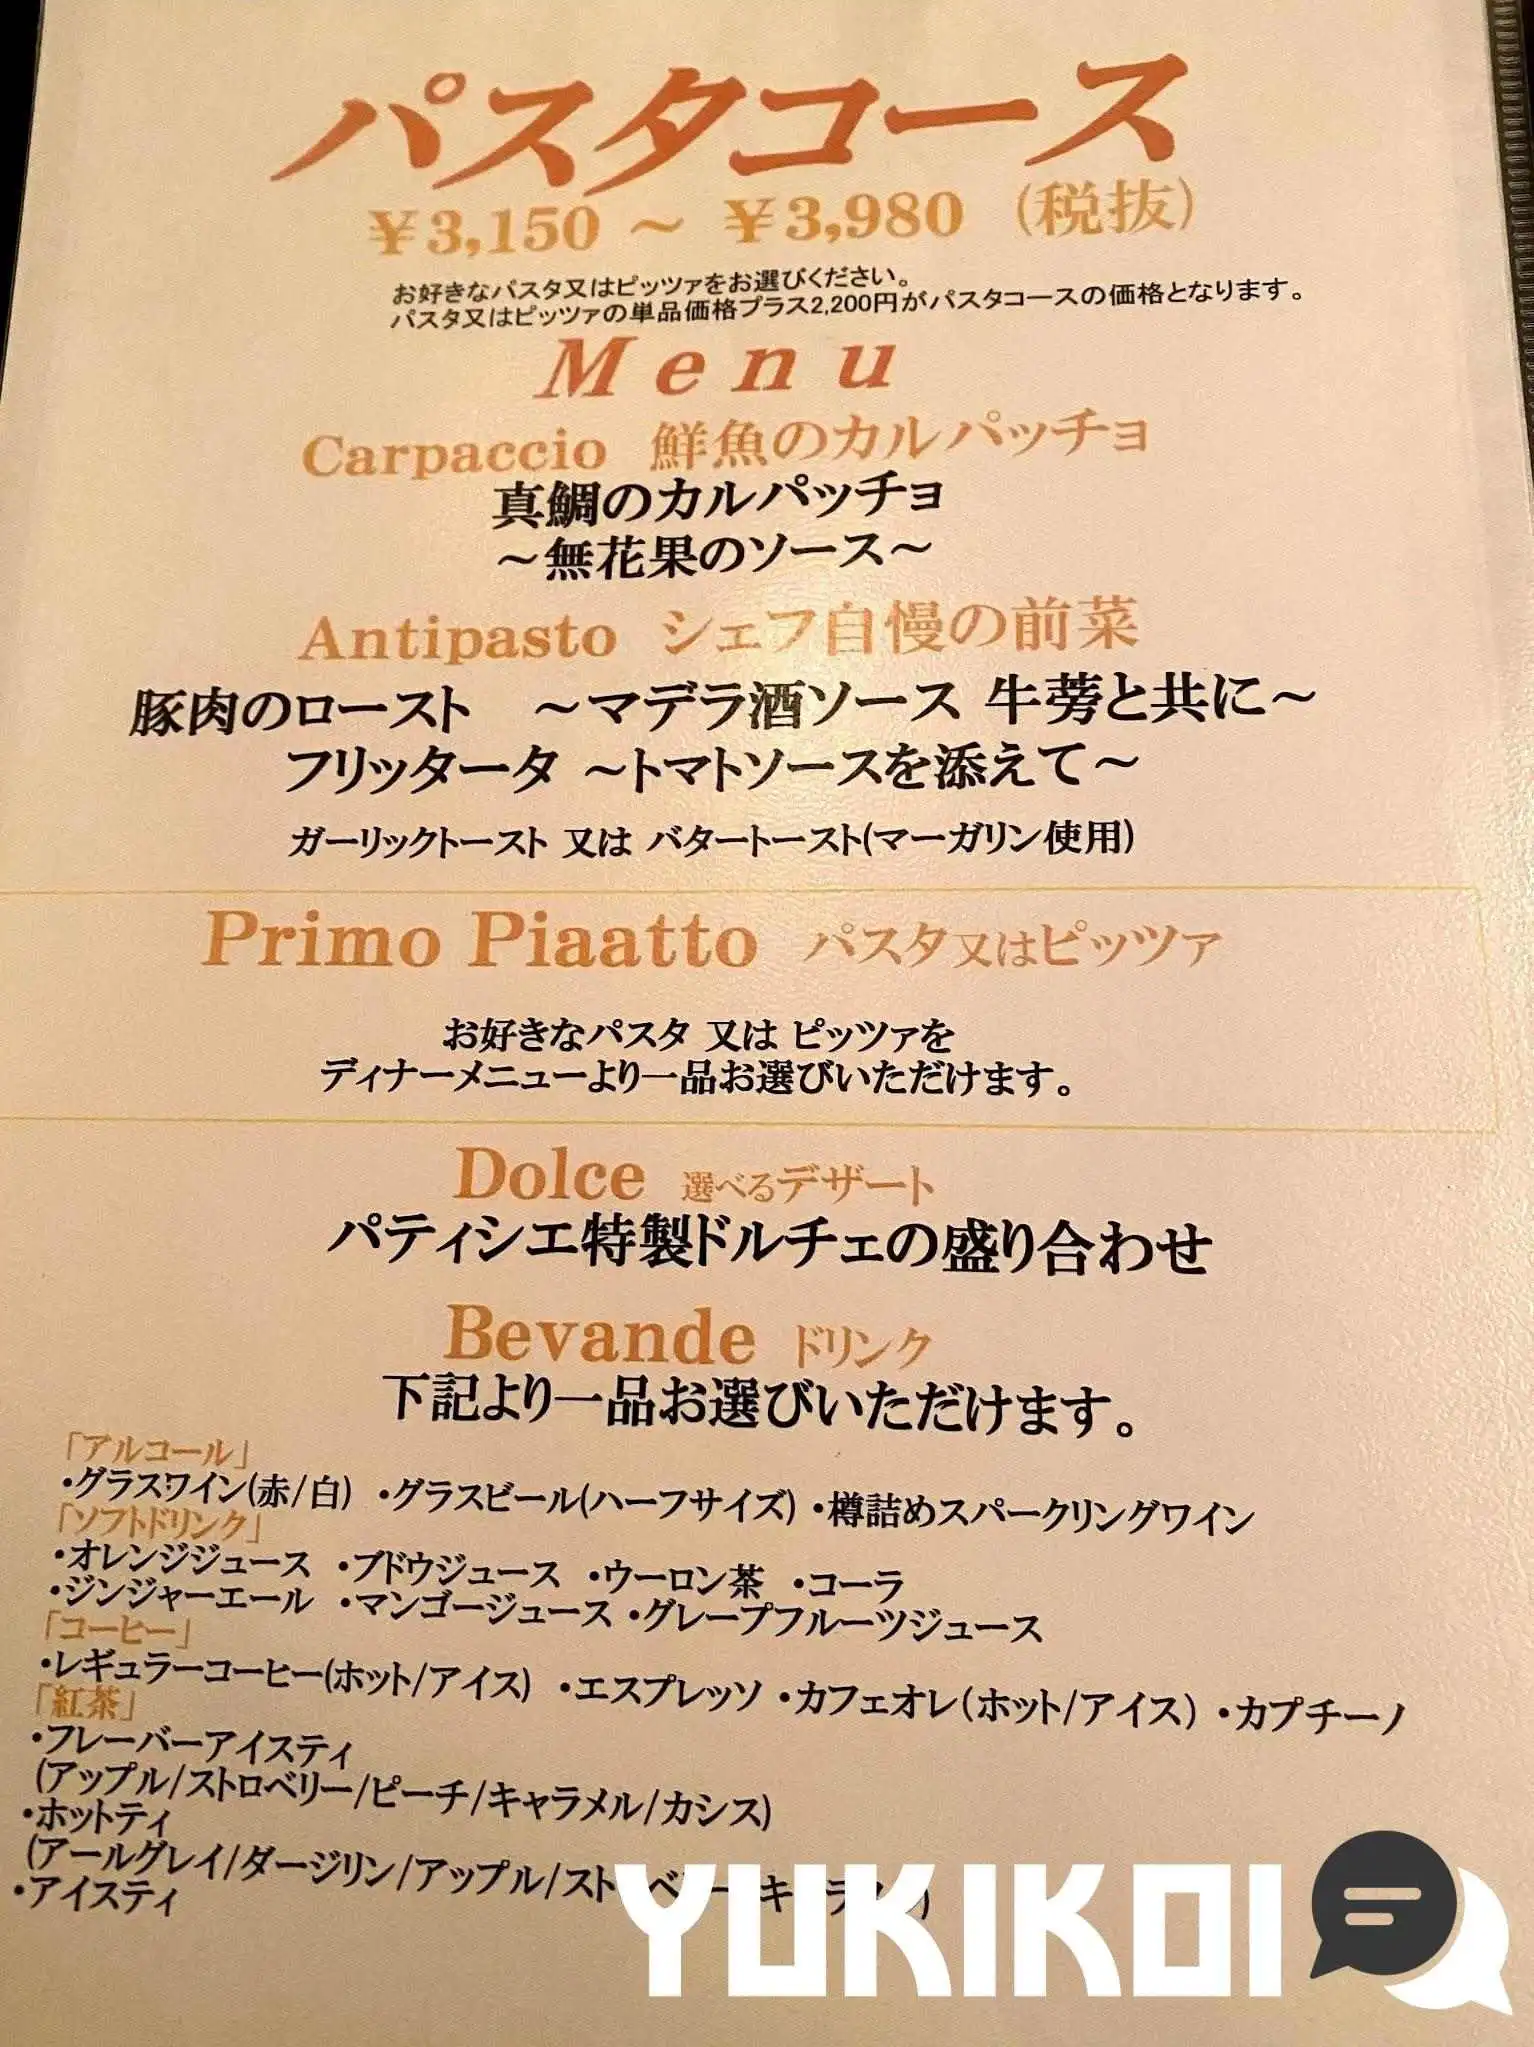 パスタコース
￥3,150 ～ ￥3,980 (税抜)
お好きなパスタ又はピッツァをお選びください。
パスタ又はピッツァの単品価格プラス2,200円がパスタコースの価格となります。
Menu
Carpaccio 鮮魚のカルパッチョ
真鯛のカルパッチョ
～無花果のソース～
Antipasto シェフ自慢の前菜
豚肉のロースト ～マデラ酒ソース 牛蒡と共に～
フリッタータ ～トマトソースを添えて～
ガーリックトースト 又は バタートースト(マーガリン使用)
Primo Piaatto パスタ又はピッツァ
お好きなパスタ 又は ピッツァを
ディナーメニューより一品お選びいただけます。
Dolce 選べるデザート
パティシエ特製ドルチェの盛り合わせ
Bevande ドリンク
下記より一品お選びいただけます。
「アルコール」
・グラスワイン(赤/白) ・グラスビール(ハーフサイズ) ・樽詰めスパークリングワイン
「ソフトドリンク」
・オレンジジュース ・ブドウジュース ・ウーロン茶 ・コーラ
・ジンジャーエール ・マンゴージュース ・グレープフルーツジュース
「コーヒー」
・レギュラーコーヒー(ホット/アイス) ・エスプレッソ ・カフェオレ(ホット/アイス) ・カプチーノ
「紅茶」
・フレーバーアイスティ
(アップル/ストロベリー/ピーチ/キャラメル/カシス)
・ホットティ
(アールグレイ/ダージリン/アップル/
・アイスティ
YUKIKOI